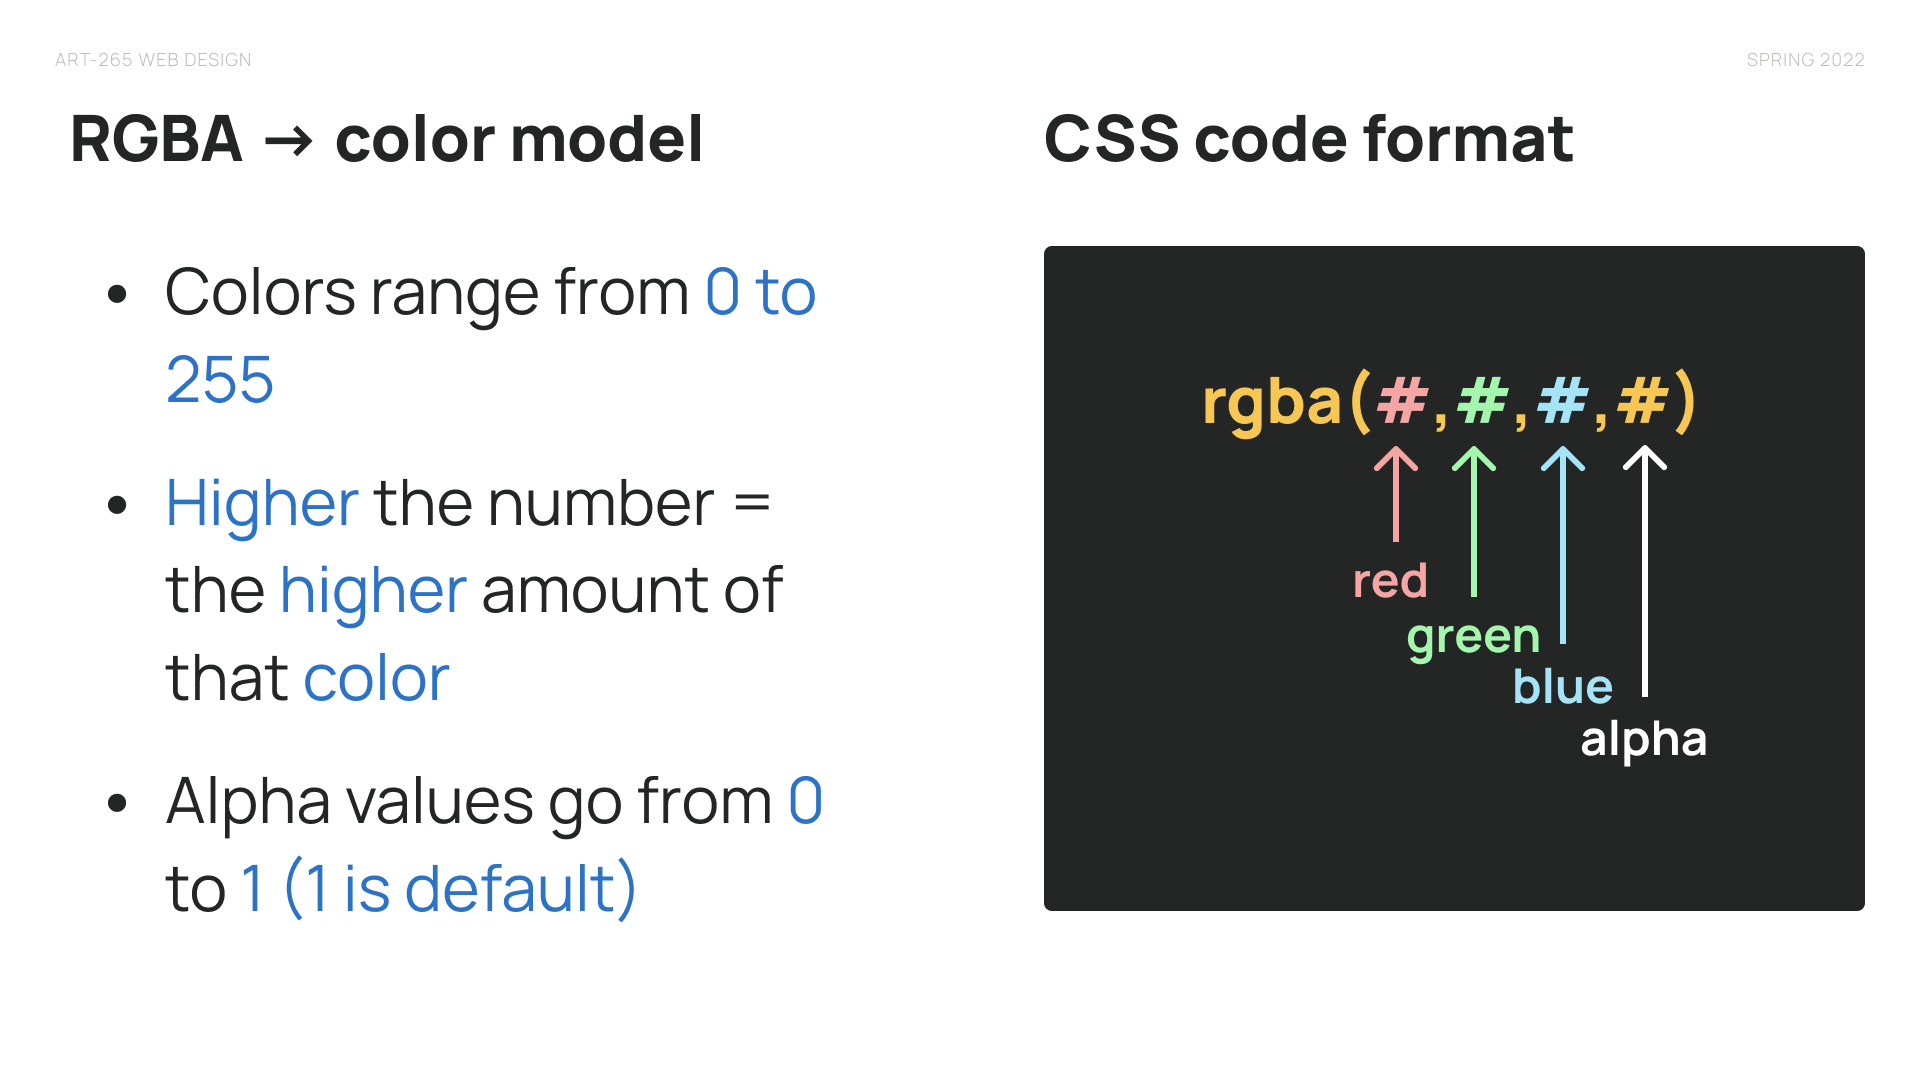 ART-265 WEB DESIGN
SPRING 2022
RGBA → color model
• Colors range from 0 to
255
• Higher the number =
the higher amount of
that color
• Alpha values go from 0
to 1 (1 is default)
CSS code format
rgba(#,#,#,#)
red
green
blue
alpha